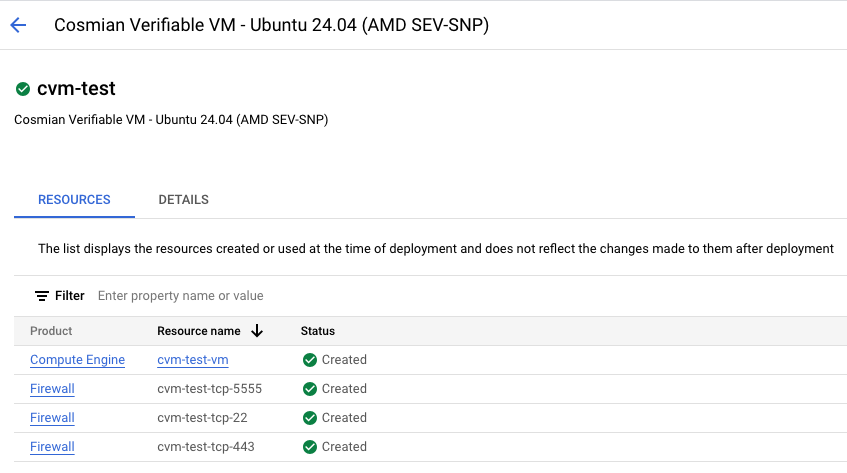 Cosmian Verifiable VM - Ubuntu 24.04 (AMD SEV-SNP)
cvm-test
Cosmian Verifiable VM - Ubuntu 24.04 (AMD SEV-SNP)
RESOURCES DETAILS
The list displays the resources created or used at the time of deployment and does not reflect the changes made to them after deployment
Filter Enter property name or value
Product Resource name Status
Compute Engine cvm-test-vm Created
Firewall cvm-test-tcp-5555 Created
Firewall cvm-test-tcp-22 Created
Firewall cvm-test-tcp-443 Created